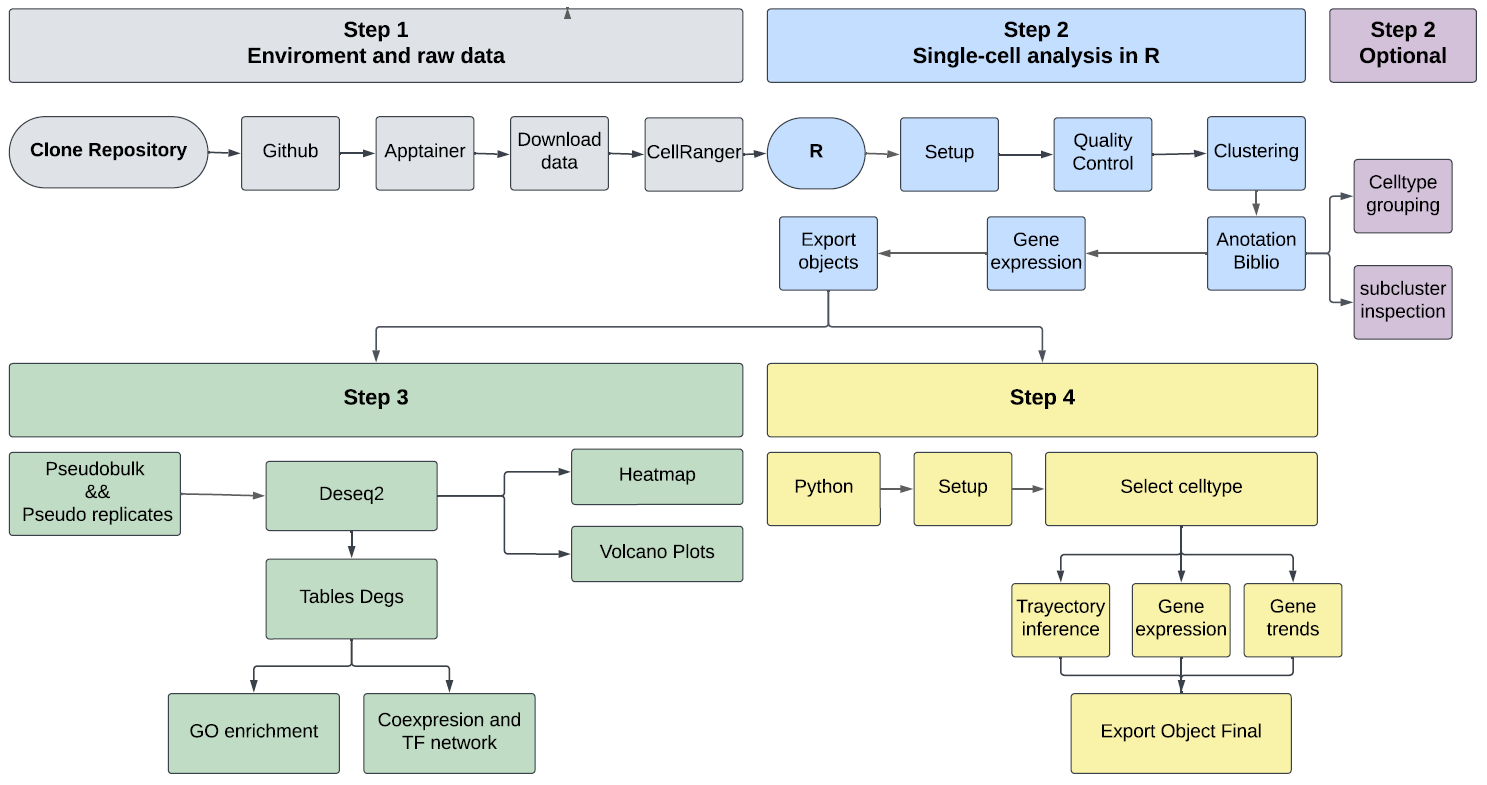 Step 1
Enviroment and raw data
Step 2
Single-cell analysis in R
Step 2
Optional
Clone Repository
Github
Apptainer
Download
data
CellRanger
R
Setup
Quality
Control
Clustering
Celltype
grouping
Export
objects
Gene
expression
Anotation
Biblio
subcluster
inspection
Step 3
Step 4
Pseudobulk
&&
Pseudo replicates
Deseq2
Heatmap
Volcano Plots
Tables Degs
GO enrichment
Coexpresion and
TF network
Python
Setup
Select celltype
Trayectory
inference
Gene
expression
Gene
trends
Export Object Final